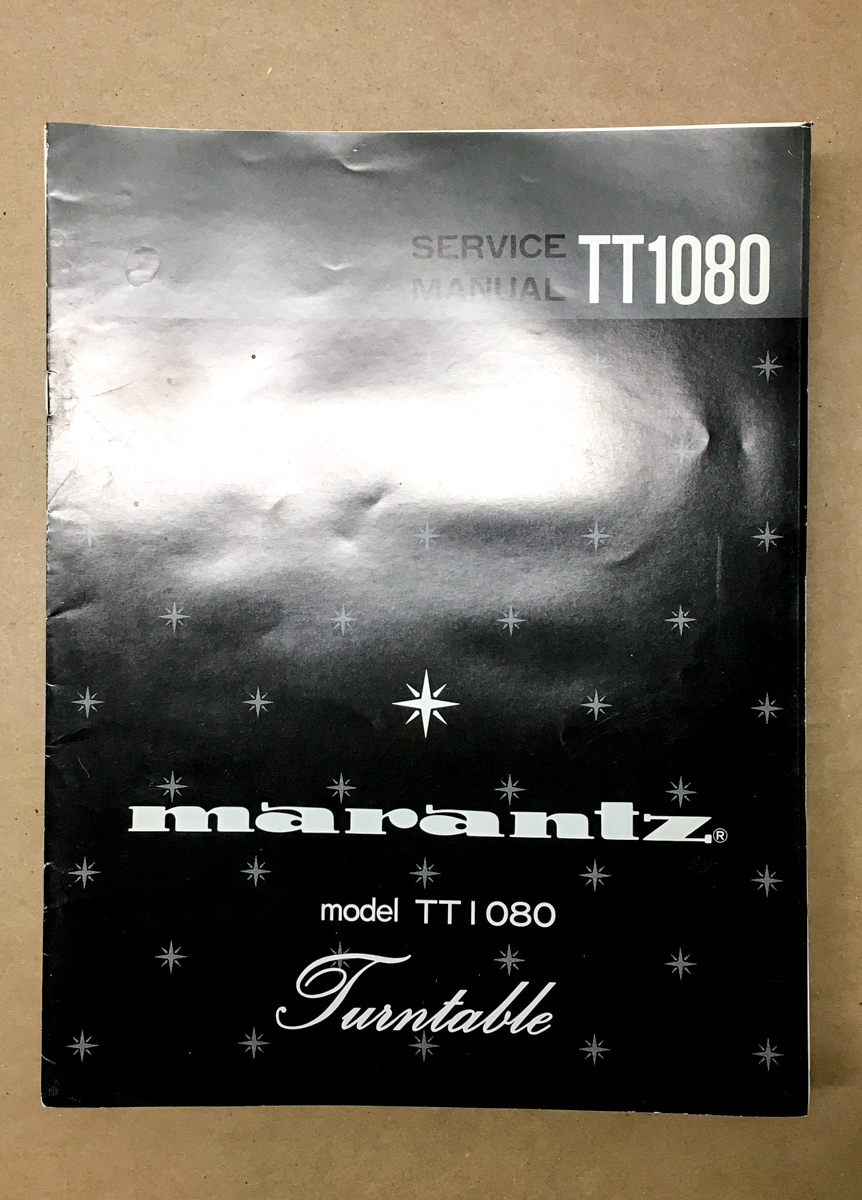 SERVICE TT1080
MANUAL
marantz®
model TT1080
Turntable